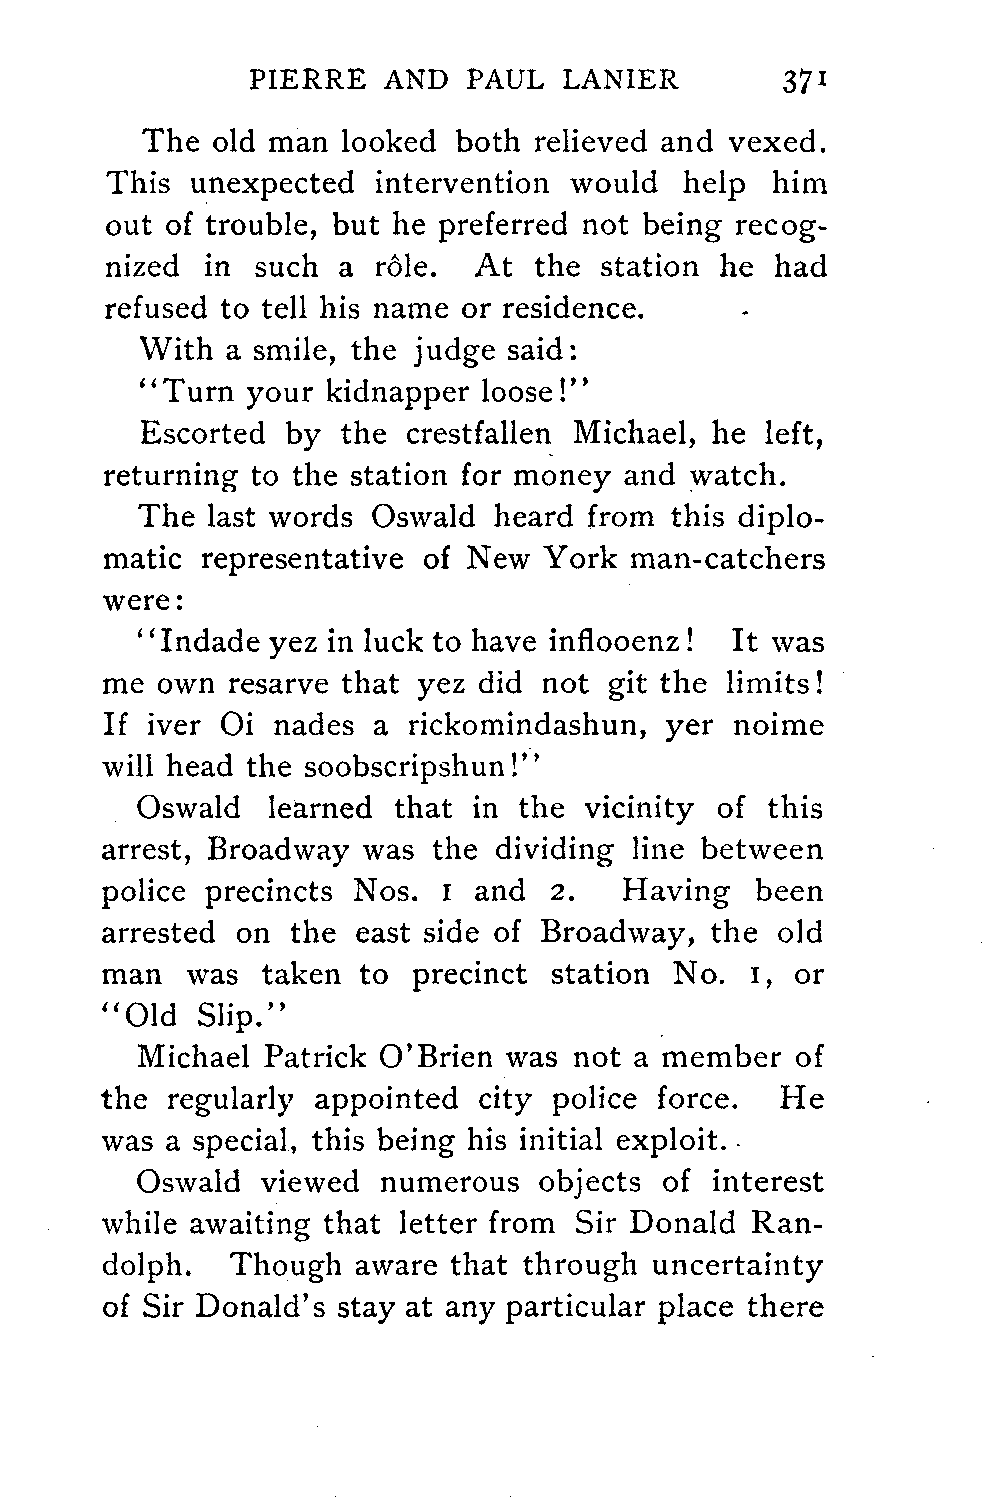 PIERRE AND PAUL LANIER 371
The old man looked both relieved and vexed.
This unexpected intervention would help him
out of trouble, but he preferred not being recog-
nized in such a rôle. At the station he had
refused to tell his name or residence.
With a smile, the judge said:
"Turn your kidnapper loose!"
Escorted by the crestfallen Michael, he left,
returning to the station for money and watch.
The last words Oswald heard from this diplo-
matic representative of New York man-catchers
were:
"Indade yez in luck to have inflooenz! It was
me own resarve that yez did not git the limits!
If iver Oi nades a rickomindashun, yer noime
will head the soobscripshun!"
Oswald learned that in the vicinity of this
arrest, Broadway was the dividing line between
police precincts Nos. 1 and 2. Having been
arrested on the east side of Broadway, the old
man was taken to precinct station No. 1, or
"Old Slip."
Michael Patrick O'Brien was not a member of
the regularly appointed city police force. He
was a special, this being his initial exploit.
Oswald viewed numerous objects of interest
while awaiting that letter from Sir Donald Ran-
dolph. Though aware that through uncertainty
of Sir Donald's stay at any particular place there